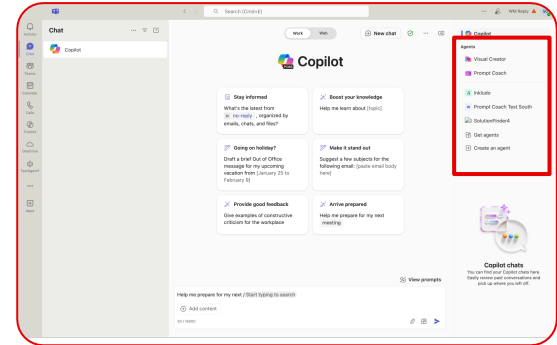 Search (Cmd+E)
WM Reply
Activity
Chat
Teams
Calendar
Calls
Copilot
OneDrive
Apps
Chat
Copilot
Work
Web
New chat
Copilot
Stay informed
What's the latest from
no-reply , organized by
emails, chats, and files?
Boost your knowledge
Help me learn about [topic]
Going on holiday?
Draft a brief Out of Office
message for my upcoming
vacation from [January 25 to
February 9]
Make it stand out
Suggest a few subjects for the
following email: [paste email body
here]
Provide good feedback
Give examples of constructive
criticism for the workplace
Arrive prepared
Help me prepare for my next
meeting
View prompts
Help me prepare for my next / Start typing to search
Add content
Copilot
Agents
Visual Creator
Prompt Coach
Inkludo
Prompt Coach Test South
SolutionFinder4
Get agents
Create an agent
Copilot chats
You can find your Copilot chats here.
Easily review past conversations and
pick up where you left off.